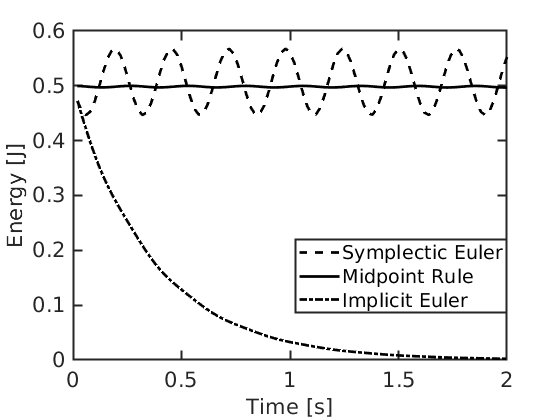 0.6
0.5
0.4
0.3
0.2
0.1
0
Energy [J]
Symplectic Euler
Midpoint Rule
Implicit Euler
0 0.5 1 1.5 2
Time [s]